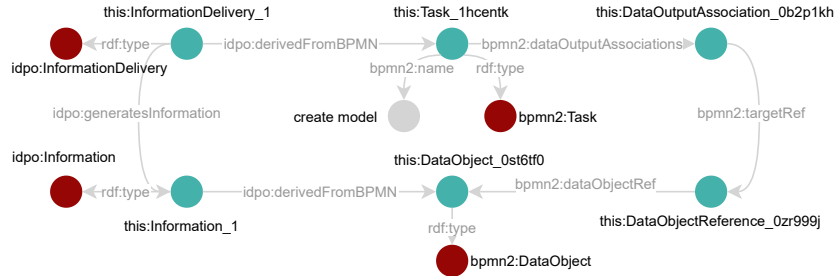 this:InformationDelivery_1
this:Task_1hcentk
this:DataOutputAssociation_0b2p1kh
rdf:type
idpo:derivedFromBPMN
bpmn2:dataOutputAssociations
idpo:InformationDelivery
bpmn2:name
rdf:type
idpo:generatesInformation
create model
bpmn2:Task
bpmn2:targetRef
idpo:Information
this:DataObject_0st6tf0
rdf:type
idpo:derivedFromBPMN
bpmn2:dataObjectRef
this:Information_1
this:DataObjectReference_0zr999j
rdf:type
bpmn2:DataObject